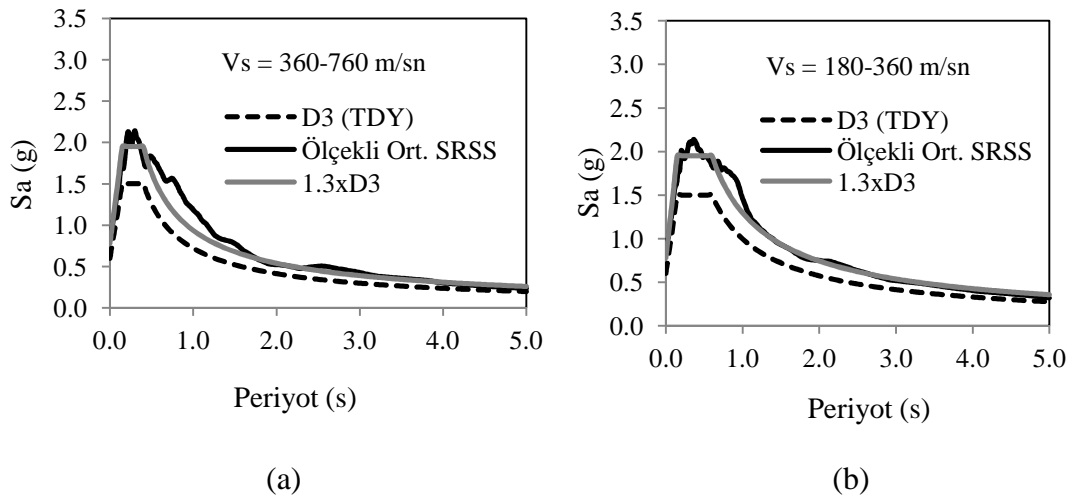 3.5
3.0
2.5
2.0
1.5
1.0
0.5
0.0
Sa (g)
Vs = 360-760 m/sn
D3 (TDY)
Ölçekli Ort. SRSS
1.3xD3
0.0 1.0 2.0 3.0 4.0 5.0
Periyot (s)
(a)
3.5
3.0
2.5
2.0
1.5
1.0
0.5
0.0
Sa (g)
Vs = 180-360 m/sn
D3 (TDY)
Ölçekli Ort. SRSS
1.3xD3
0.0 1.0 2.0 3.0 4.0 5.0
Periyot (s)
(b)